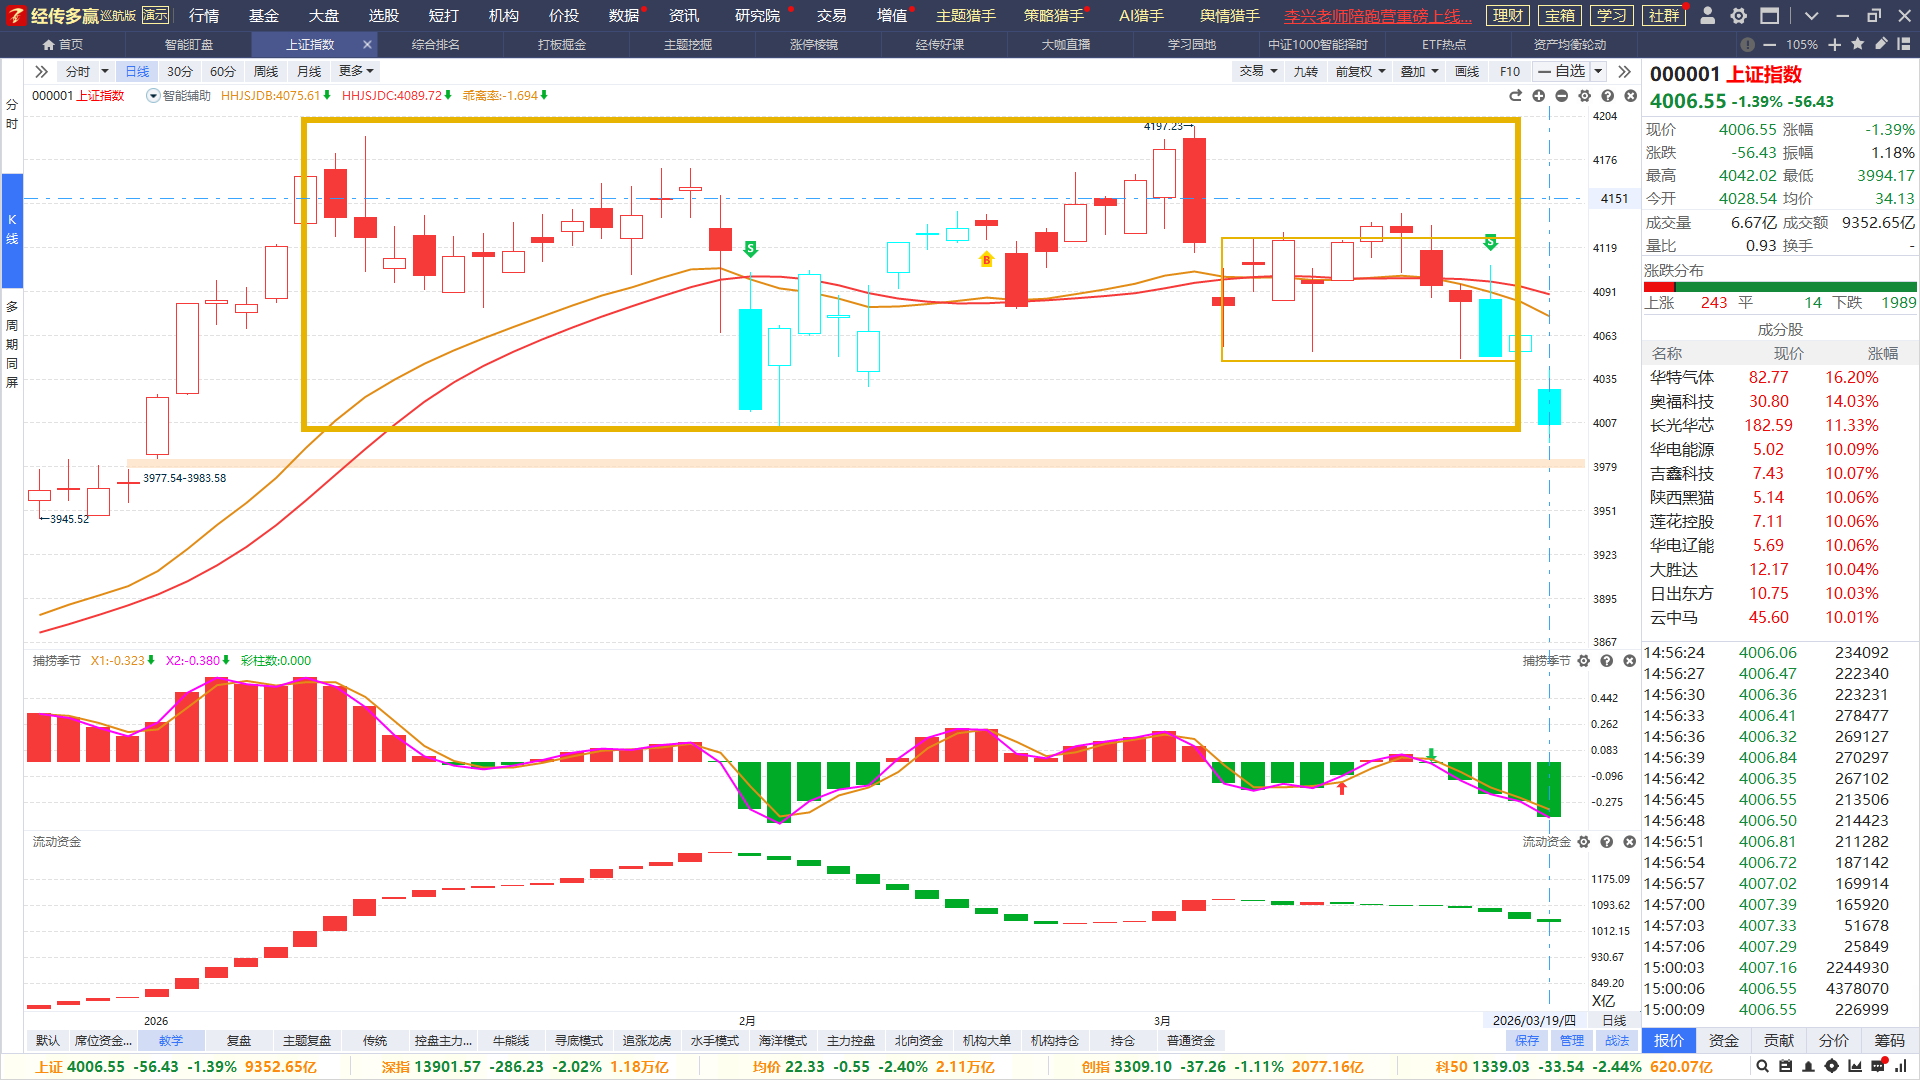 经传多赢 巡航版 演示 行情 基金 大盘 选股 短打 机构 价投 数据 资讯 研究院 交易 增值 主题猎手 策略猎手 AI猎手 舆情猎手 李兴老师陪跑营重磅上线... 理财 宝箱 学习 社群
首页 智能盯盘 上证指数 综合排名 打板掘金 主题挖掘 涨停棱镜 经传好课 大咖直播 学习园地 中证1000智能择时 ETF热点 资产均衡轮动 105%
分时 日线 30分 60分 周线 月线 更多 交易 九转 前复权 叠加 画线 F10 自选
000001 上证指数 智能辅助 HHJSJDB:4075.61 HHJSJDC:4089.72 乖离率:-1.694
分时
K线
多周期同屏
4204
4176
4151
4119
4091
4063
4035
4007
3979
3951
3923
3895
3867
4197.23
S
B
S
3977.54-3983.58
3945.52
捕捞季节 X1:-0.323 X2:-0.380 彩柱数:0.000 捕捞季节
0.442
0.262
0.083
-0.096
-0.275
流动资金 流动资金
1175.09
1093.62
1012.15
930.67
849.20
X亿
2026 2月 3月 2026/03/19/四 日线
默认 席位资金... 教学 复盘 主题复盘 传统 控盘主力... 牛能线 寻底模式 追涨龙虎 水手模式 海洋模式 主力控盘 北向资金 机构大单 机构持仓 持仓 普通资金 保存 管理 战法
000001 上证指数
4006.55 -1.39% -56.43
现价 4006.55 涨幅 -1.39%
涨跌 -56.43 振幅 1.18%
最高 4042.02 最低 3994.17
今开 4028.54 均价 34.13
成交量 6.67亿 成交额 9352.65亿
量比 0.93 换手 -
涨跌分布
上涨 243 平 14 下跌 1989
成分股
名称 现价 涨幅
华特气体 82.77 16.20%
奥福科技 30.80 14.03%
长光华芯 182.59 11.33%
华电能源 5.02 10.09%
吉鑫科技 7.43 10.07%
陕西黑猫 5.14 10.06%
莲花控股 7.11 10.06%
华电辽能 5.69 10.06%
大胜达 12.17 10.04%
日出东方 10.75 10.03%
云中马 45.60 10.01%
14:56:24 4006.06 234092
14:56:27 4006.47 222340
14:56:30 4006.36 223231
14:56:33 4006.41 278477
14:56:36 4006.32 269127
14:56:39 4006.84 270297
14:56:42 4006.35 267102
14:56:45 4006.55 213506
14:56:48 4006.50 214423
14:56:51 4006.81 211282
14:56:54 4006.72 187142
14:56:57 4007.02 169914
14:57:00 4007.39 165920
14:57:03 4007.33 51678
14:57:06 4007.29 25849
15:00:03 4007.16 2244930
15:00:06 4006.55 4378070
15:00:09 4006.55 226999
报价 资金 贡献 分价 筹码
上证 4006.55 -56.43 -1.39% 9352.65亿 深指 13901.57 -286.23 -2.02% 1.18万亿 均价 22.33 -0.55 -2.40% 2.11万亿 创指 3309.10 -37.26 -1.11% 2077.16亿 科50 1339.03 -33.54 -2.44% 620.07亿